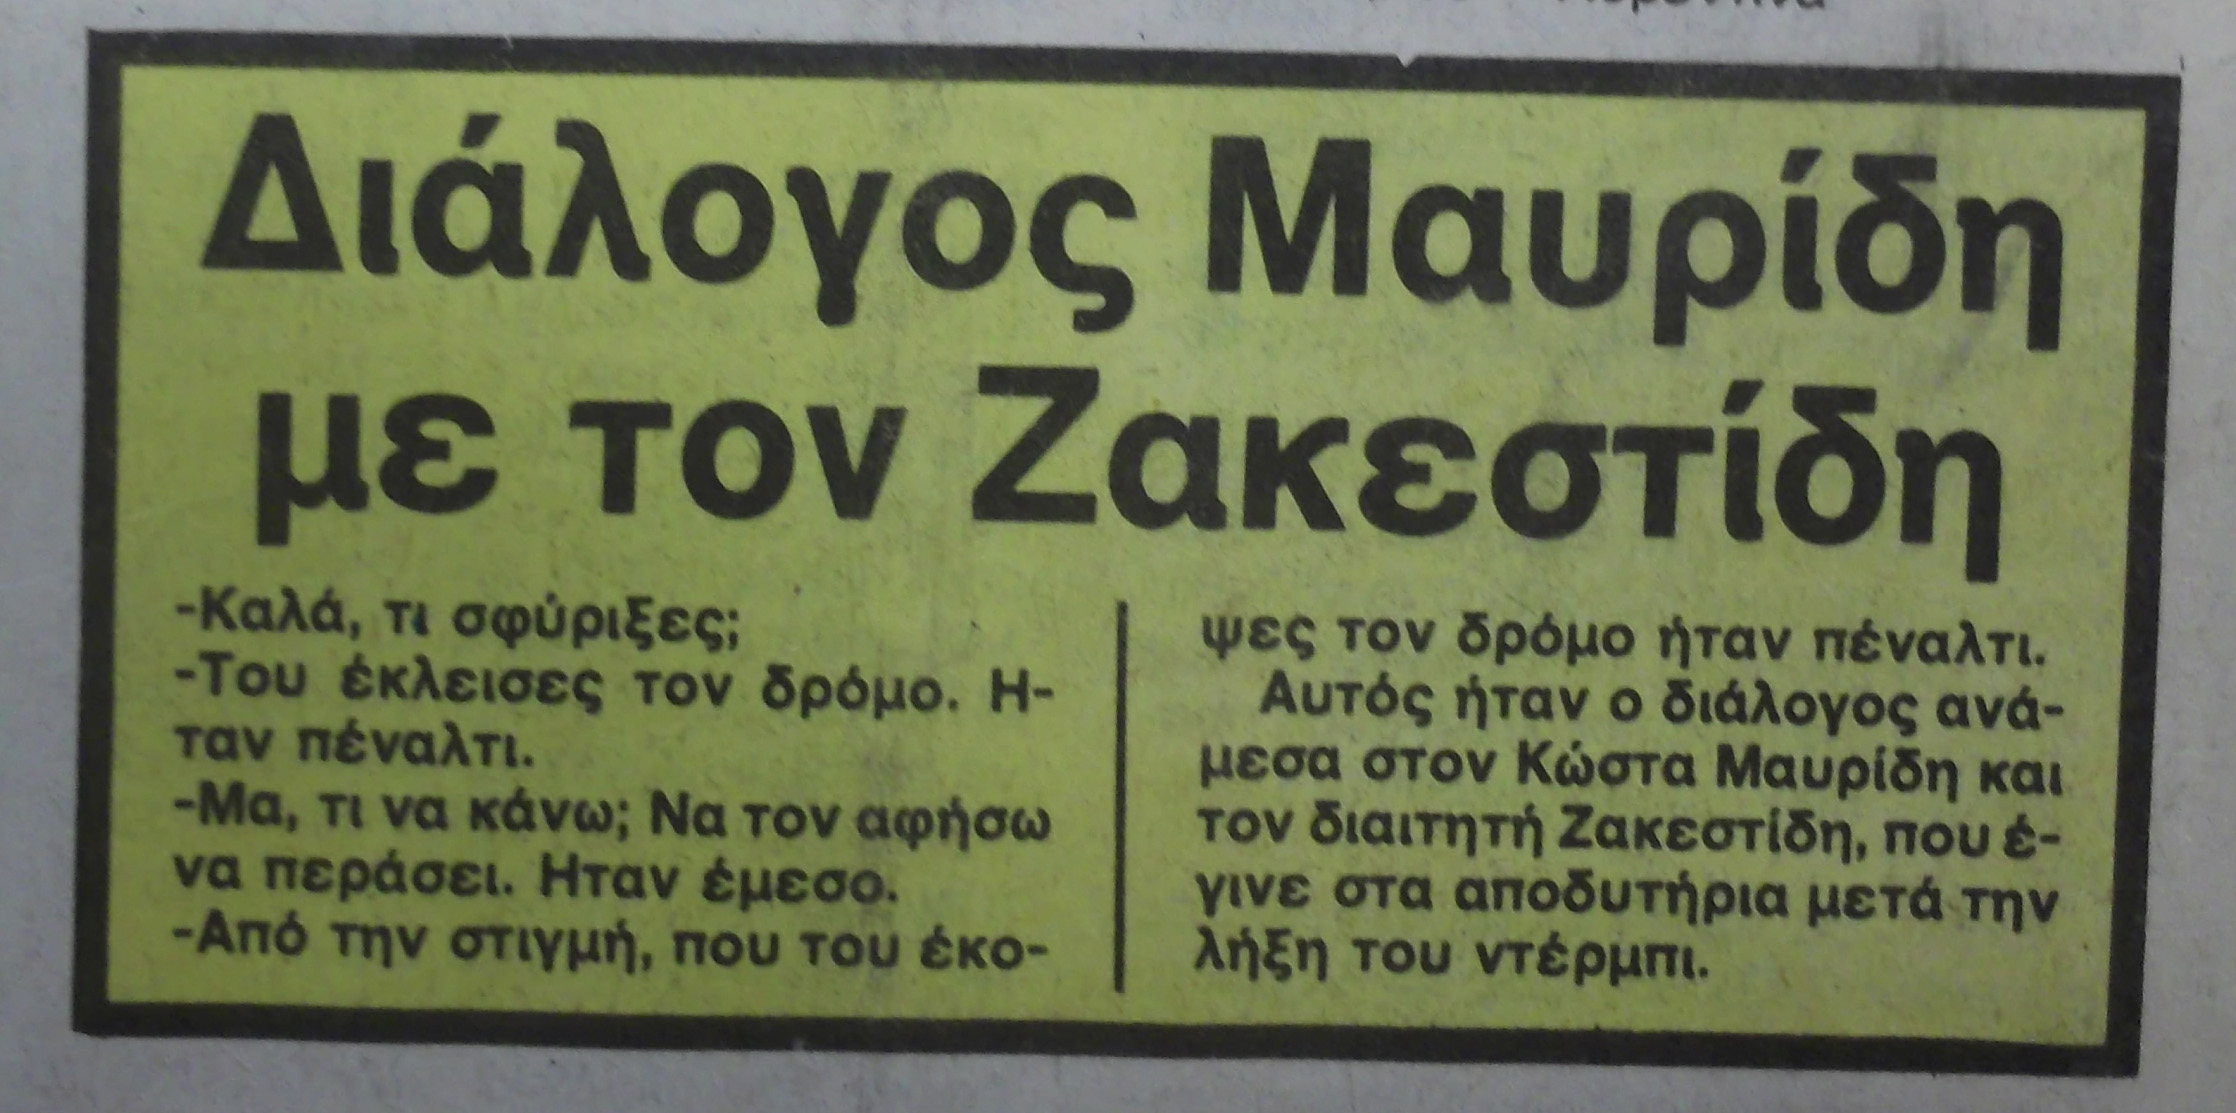 Διάλογος Μαυρίδη
με τον Ζακεστίδη
-Καλά, τι σφύριξες;
-Του έκλεισες τον δρόμο. Η-
ταν πέναλτι.
-Μα, τι να κάνω; Να τον αφήσω
να περάσει. Ηταν έμεσο.
-Από την στιγμή, που του έκο-
ψες τον δρόμο ήταν πέναλτι.
Αυτός ήταν ο διάλογος ανά-
μεσα στον Κώστα Μαυρίδη και
τον διαιτητή Ζακεστίδη, που έ-
γινε στα αποδυτήρια μετά την
λήξη του ντέρμπι.